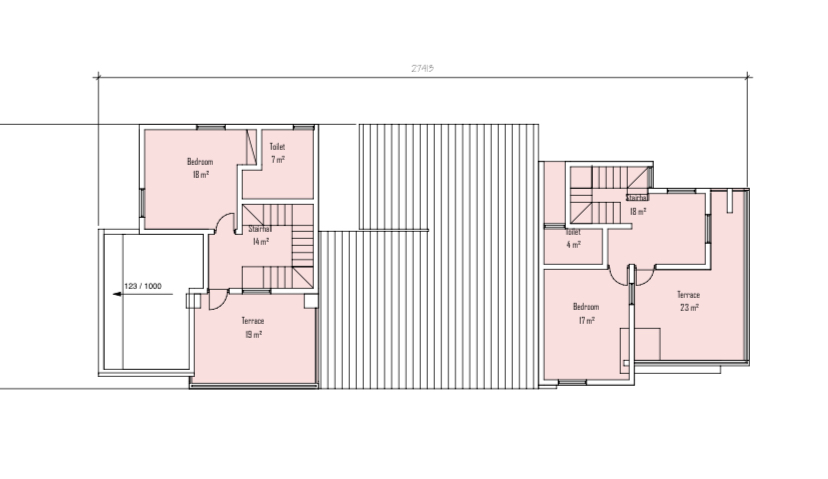 27413
Bedroom
18 m²
Toilet
7 m²
Stairhall
14 m²
123 / 1000
Terrace
19 m²
Stairhall
18 m²
Toilet
4 m²
Bedroom
17 m²
Terrace
23 m²